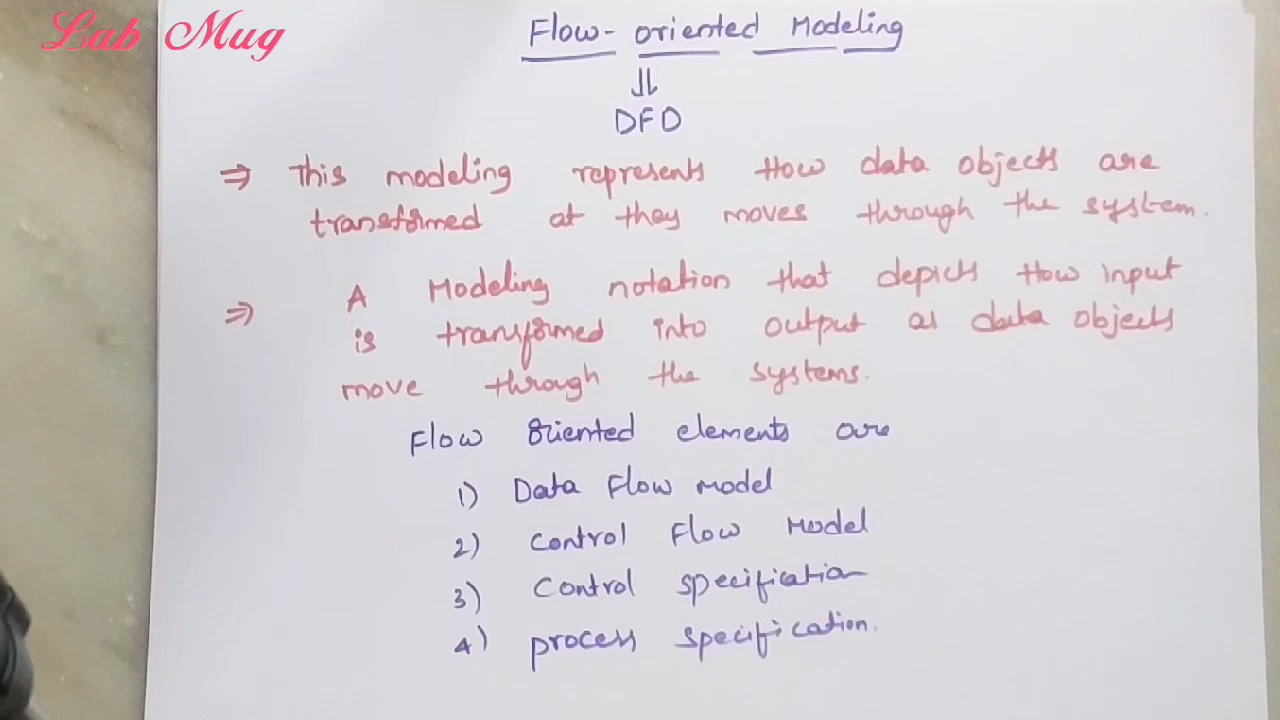 Lab Mug
Flow-oriented Modeling
⇓
DFD
⇒ This modeling represents How data objects are
transformed at they moves through the system.
⇒ A Modeling notation that depicts How input
is transformed into output as data objects
move through the systems.
Flow oriented elements are
1) Data Flow model
2) Control Flow Model
3) Control specification
4) process specification.